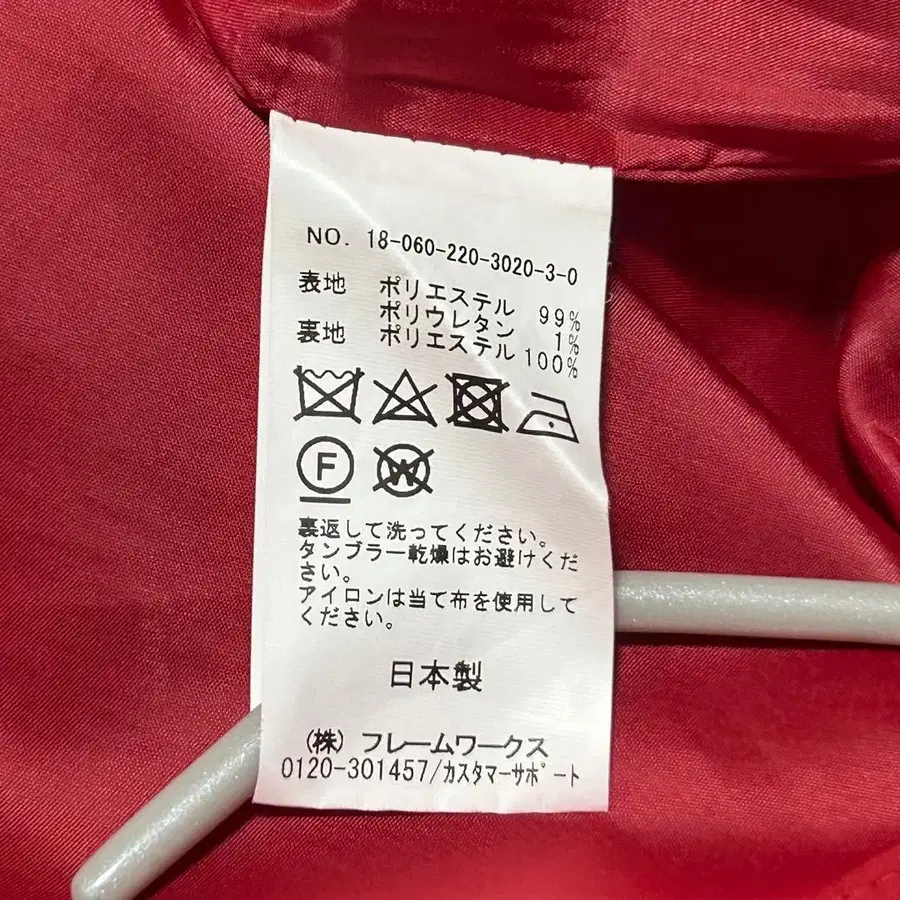 NO. 18-060-220-3020-3-0
表地 ポリエステル 99%
ポリウレタン 1%
裏地 ポリエステル 100%
F W
裏返して洗ってください。
タンブラー乾燥はお避けくだ
さい。
アイロンは当て布を使用して
ください。
日本製
(株) フレームワークス
0120-301457/カスタマーサポート